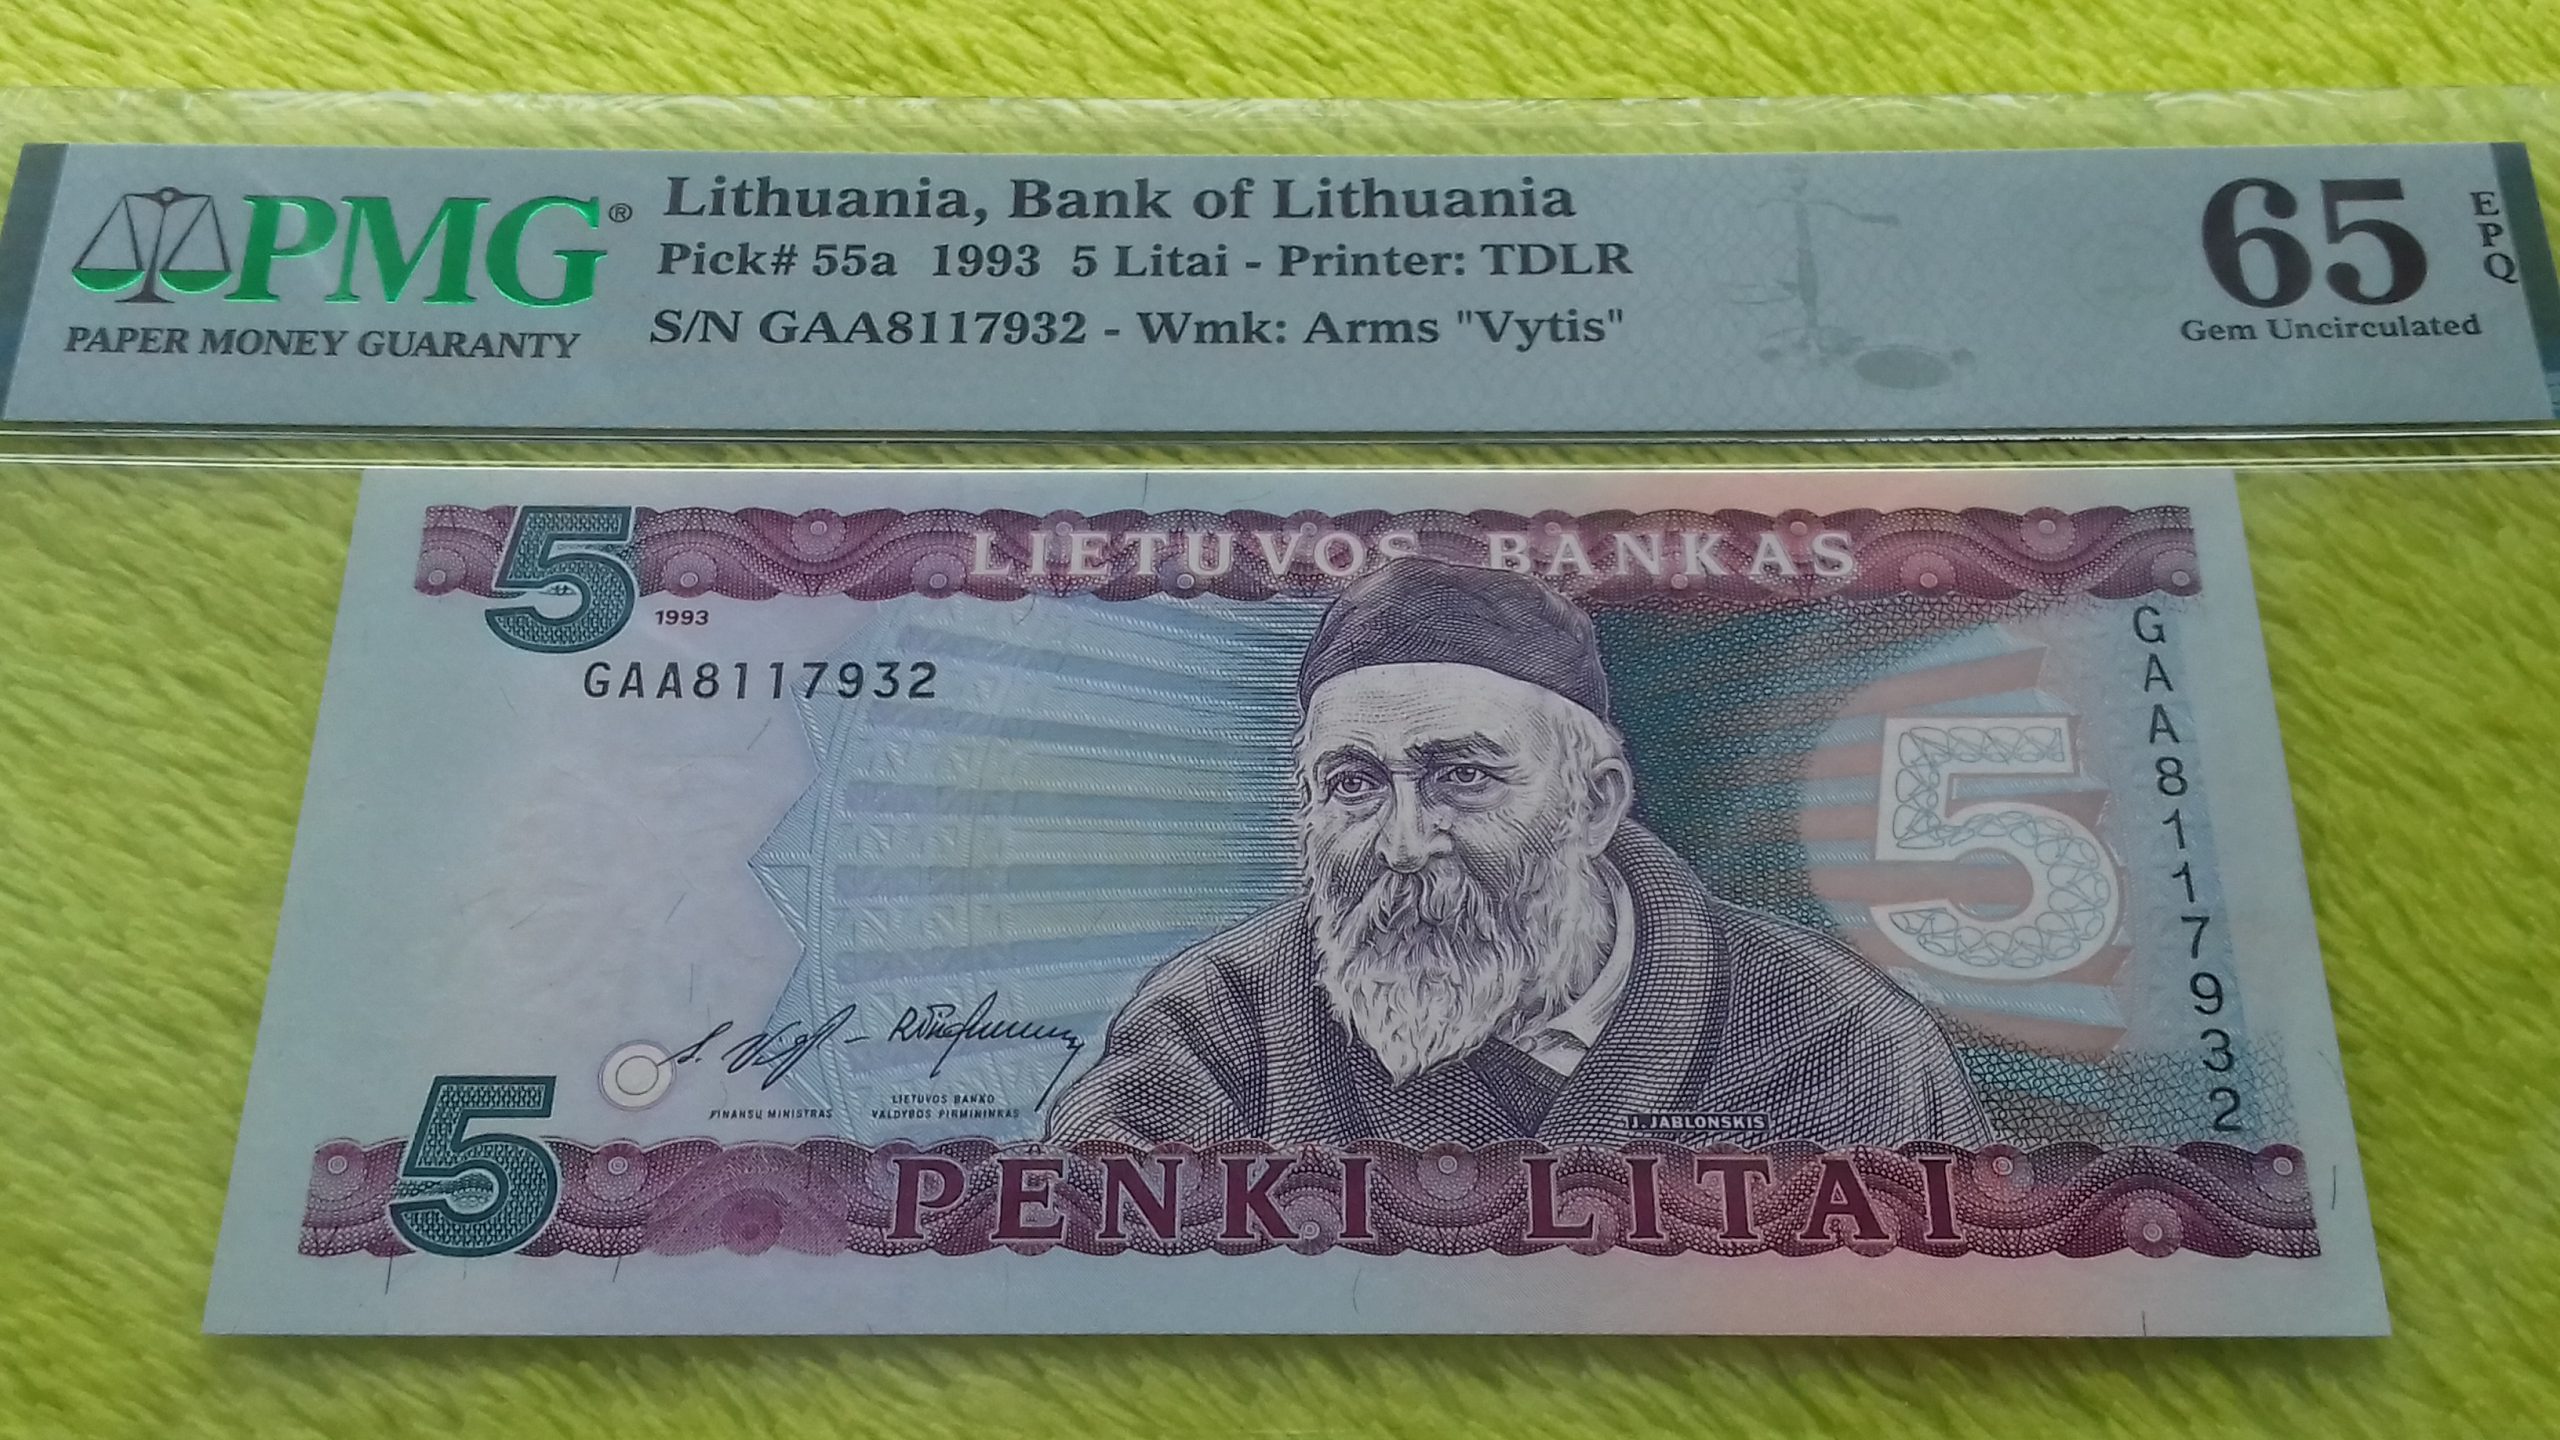 PMG®
PAPER MONEY GUARANTY
Lithuania, Bank of Lithuania
Pick# 55a 1993 5 Litai - Printer: TDLR
S/N GAA8117932 - Wmk: Arms "Vytis"
65
EPQ
Gem Uncirculated
5
LIETUVOS BANKAS
1993
GAA8117932
GAA8117932
5
FINANSŲ MINISTRAS
LIETUVOS BANKO
VALDYBOS PIRMININKAS
J. JABLONSKIS
5
PENKI LITAI